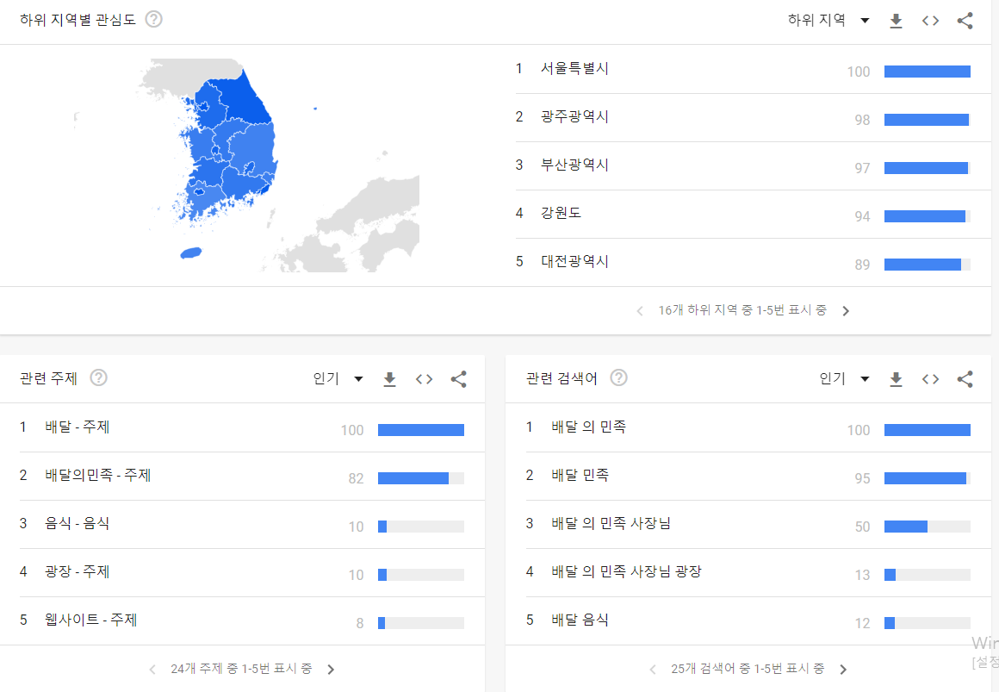 하위 지역별 관심도
하위 지역
1 서울특별시 100
2 광주광역시 98
3 부산광역시 97
4 강원도 94
5 대전광역시 89
16개 하위 지역 중 1-5번 표시 중
관련 주제
인기
1 배달 - 주제 100
2 배달의민족 - 주제 82
3 음식 - 음식 10
4 광장 - 주제 10
5 웹사이트 - 주제 8
24개 주제 중 1-5번 표시 중
관련 검색어
인기
1 배달 의 민족 100
2 배달 민족 95
3 배달 의 민족 사장님 50
4 배달 의 민족 사장님 광장 13
5 배달 음식 12
25개 검색어 중 1-5번 표시 중